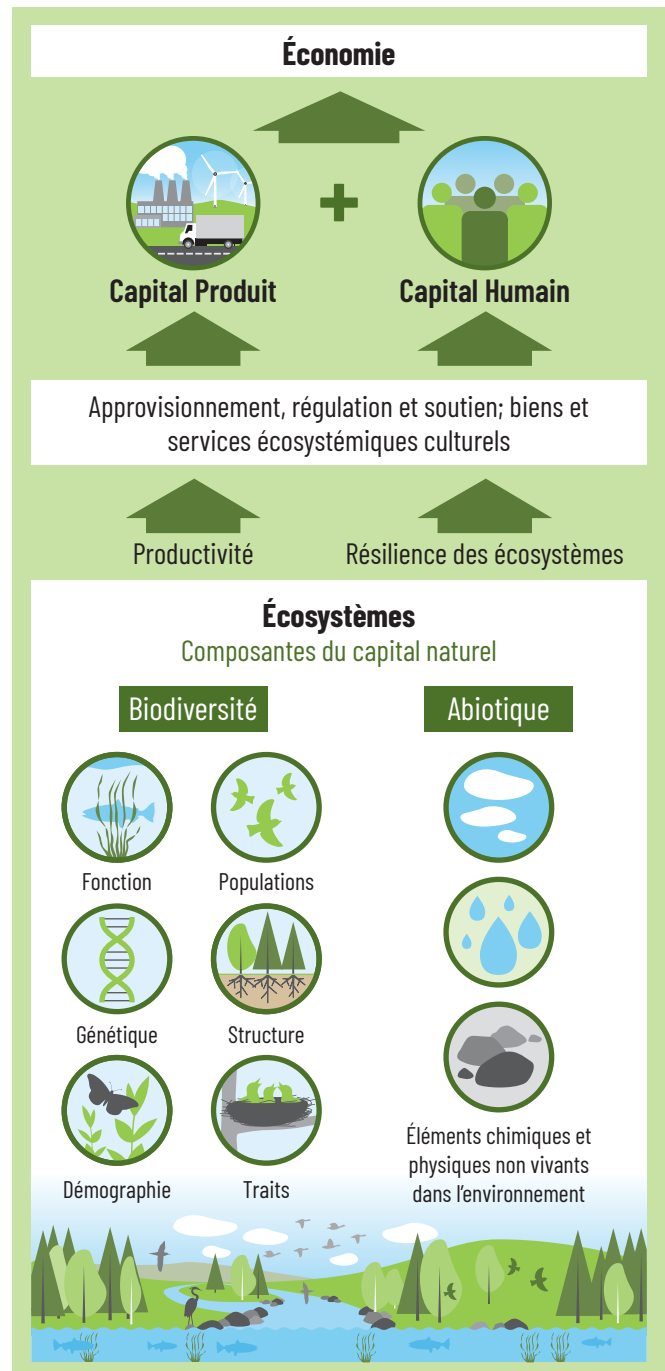 Économie
+
Capital Produit
Capital Humain
Approvisionnement, régulation et soutien; biens et
services écosystémiques culturels
Productivité
Résilience des écosystèmes
Écosystèmes
Composantes du capital naturel
Biodiversité
Abiotique
Fonction
Populations
Génétique
Structure
Démographie
Traits
Éléments chimiques et
physiques non vivants
dans l'environnement